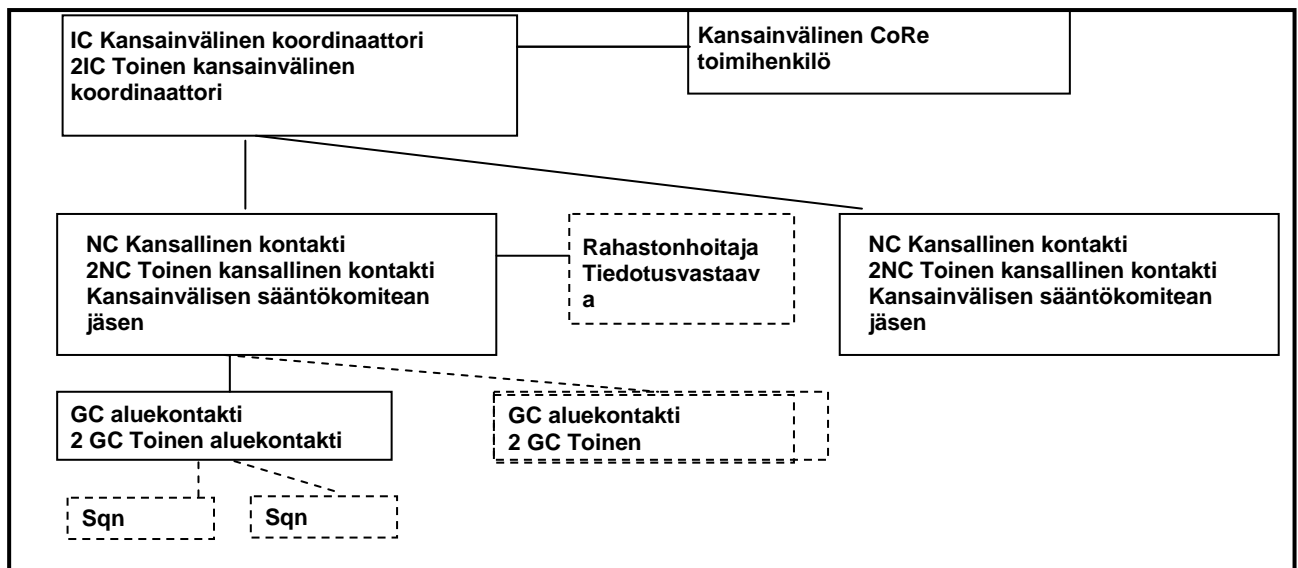 IC Kansainvälinen koordinaattori
2IC Toinen kansainvälinen
koordinaattori
Kansainvälinen CoRe
toimihenkilö
NC Kansallinen kontakti
2NC Toinen kansallinen kontakti
Kansainvälisen sääntökomitean
jäsen
Rahastonhoitaja
Tiedotusvastaav
a
NC Kansallinen kontakti
2NC Toinen kansallinen kontakti
Kansainvälisen sääntökomitean
jäsen
GC aluekontakti
2 GC Toinen aluekontakti
GC aluekontakti
2 GC Toinen
Sqn
Sqn